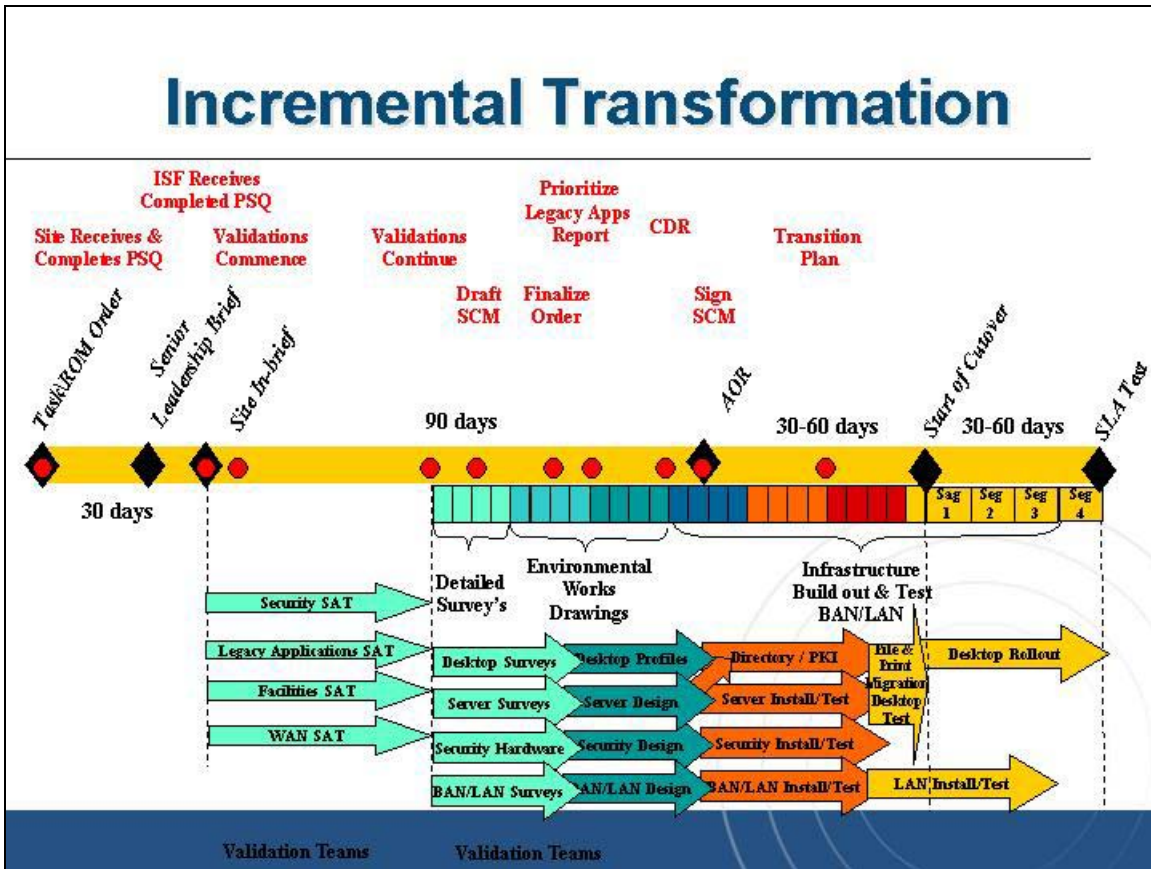 Incremental Transformation
ISF Receives
Completed PSQ
Site Receives &
Completes PSQ
Validations
Commence
Validations
Continue
Prioritize
Legacy Apps
Report
CDR
Transition
Plan
Draft
SCM
Finalize
Order
Sign
SCM
Task\ROM Order
Senior
Leadership Brief
Site In-brief
AOR
Start of Cutover
SLA Test
90 days
30-60 days
30-60 days
30 days
Sag
1
Seg
2
Seg
3
Seg
4
Detailed
Survey's
Environmental
Works
Drawings
Infrastructure
Build out & Test
BAN/LAN
Security SAT
Legacy Applications SAT
Facilities SAT
WAN SAT
Desktop Surveys
Desktop Profiles
Directory / PKI
File &
Print
Migration
Desktop
Test
Desktop Rollout
Server Surveys
Server Design
Server Install/Test
Security Hardware
Security Design
Security Install/Test
BAN/LAN Surveys
BAN/LAN Design
BAN/LAN Install/Test
LAN Install/Test
Validation Teams
Validation Teams